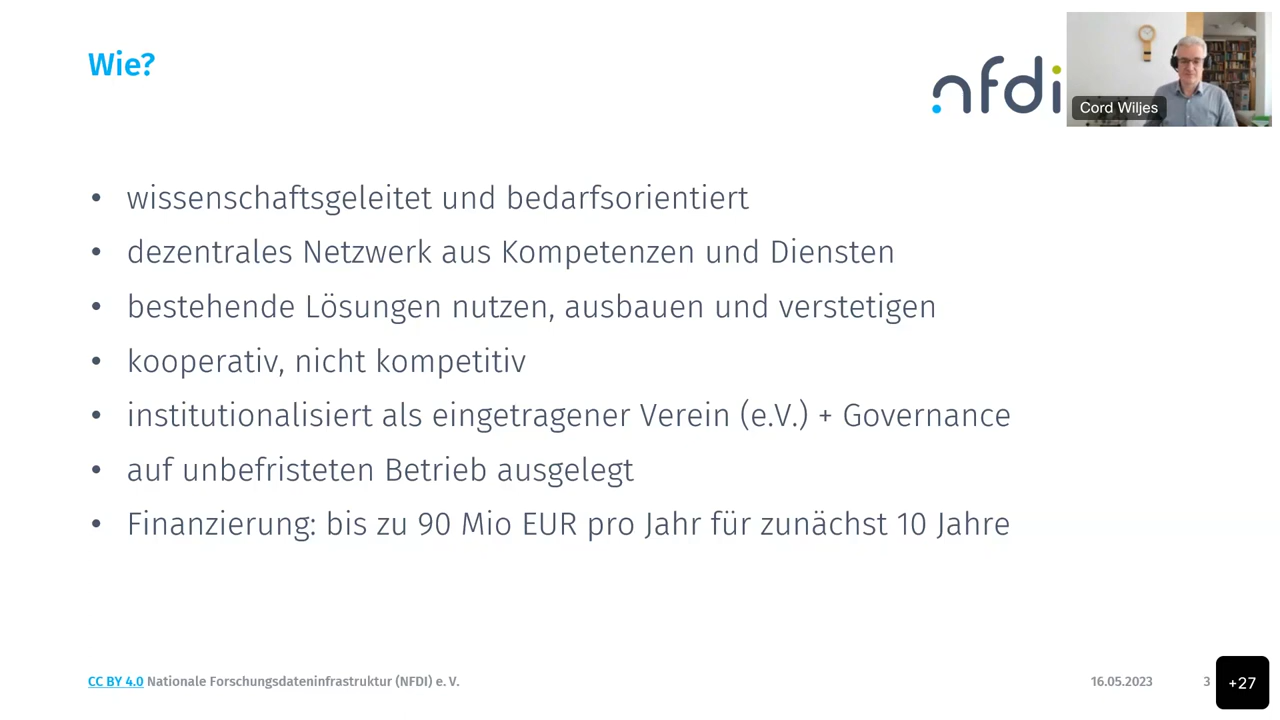 Wie?
nfdi
Cord Wiljes
• wissenschaftsgeleitet und bedarfsorientiert
• dezentrales Netzwerk aus Kompetenzen und Diensten
• bestehende Lösungen nutzen, ausbauen und verstetigen
• kooperativ, nicht kompetitiv
• institutionalisiert als eingetragener Verein (e.V.) + Governance
• auf unbefristeten Betrieb ausgelegt
• Finanzierung: bis zu 90 Mio EUR pro Jahr für zunächst 10 Jahre
CC BY 4.0 Nationale Forschungsdateninfrastruktur (NFDI) e. V. 16.05.2023 3
+27